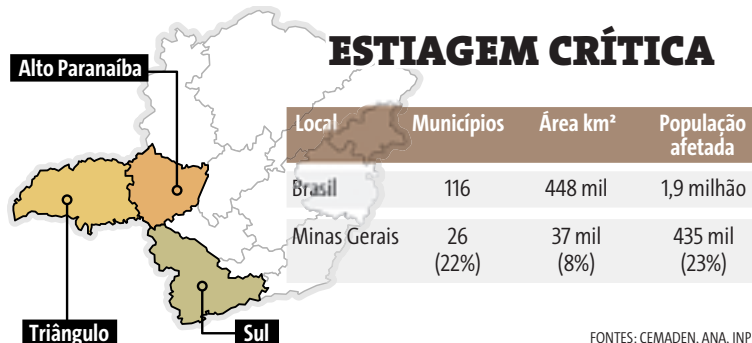 ESTIAGEM CRÍTICA
Alto Paranaíba
Local Municípios Área km² População
afetada
Brasil 116 448 mil 1,9 milhão
Minas Gerais 26 37 mil 435 mil
(22%) (8%) (23%)
Triângulo Sul
FONTES: CEMADEN, ANA, INP